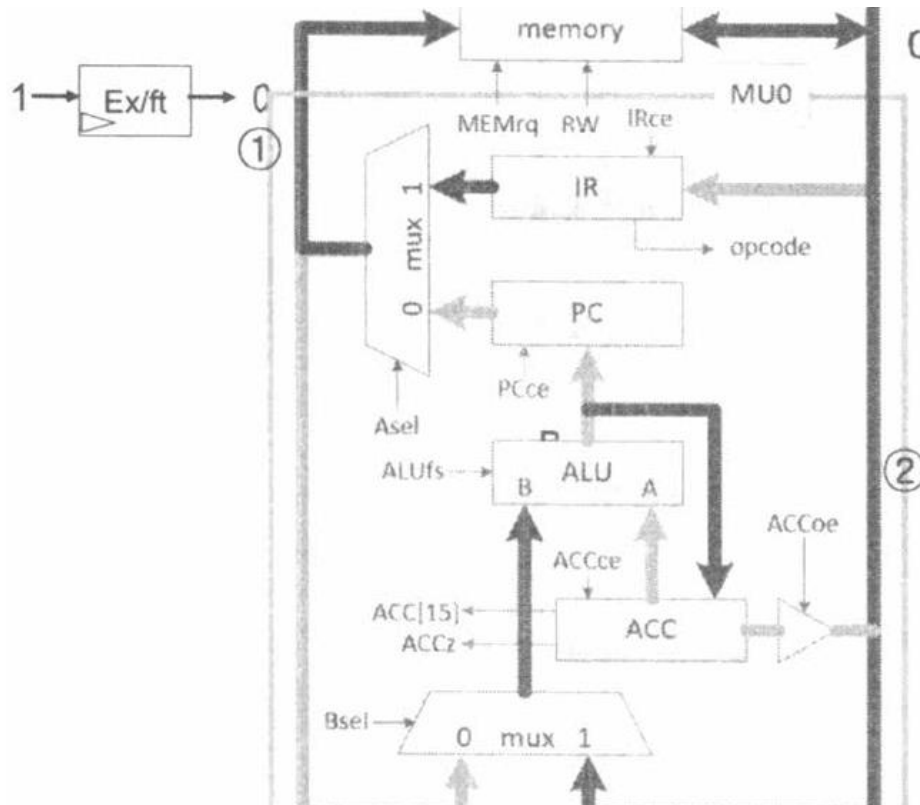 memory
1 Ex/ft 0
MU0
MEMrq RW IRce
①
1 IR
mux
opcode
0 PC
PCce
Asel
ALUfs ALU
B A
②
ACCoe
ACCce
ACC[15]
ACC
ACCz
Bsel
0 mux 1